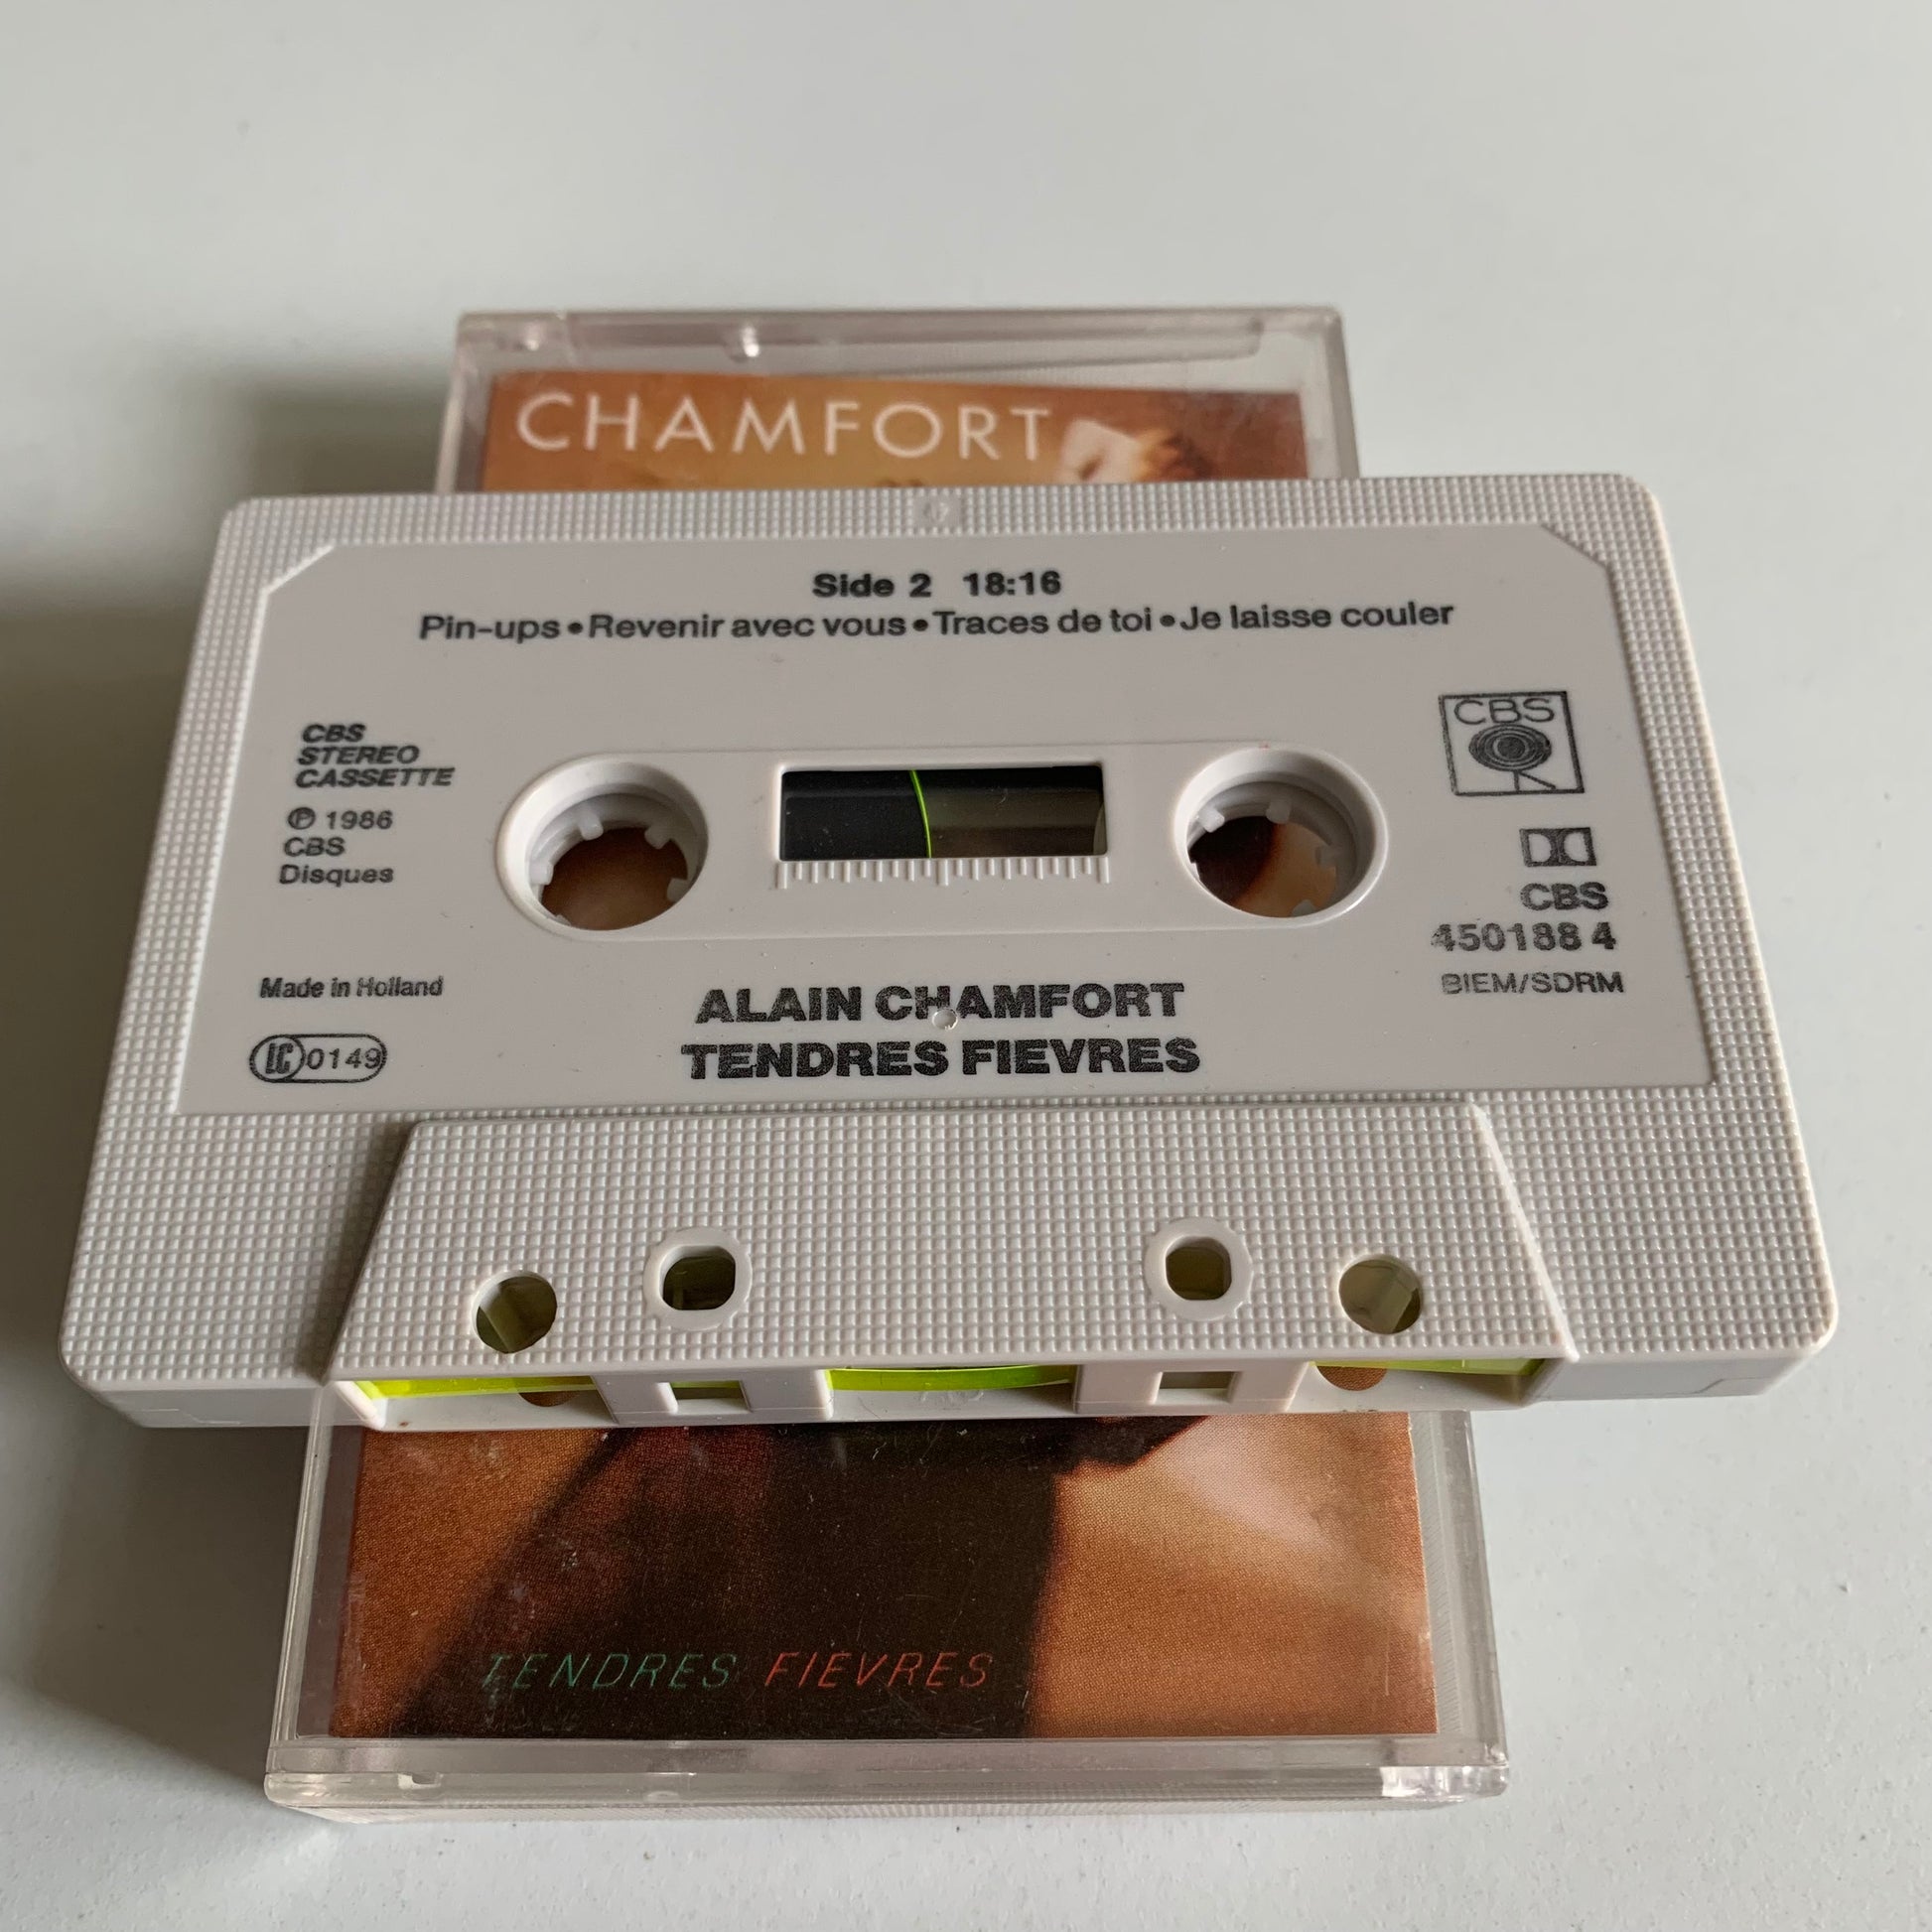 CHAMFORT
Side 2 18:16
Pin-ups • Revenir avec vous • Traces de toi • Je laisse couler
CBS
STEREO
CASSETTE
℗ 1986
CBS
Disques
Made in Holland
LC 0149
CBS
CBS
450188 4
BIEM/SDRM
ALAIN CHAMFORT
TENDRES FIEVRES
TENDRES FIEVRES